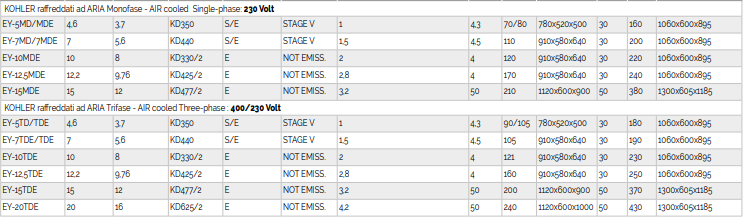 KOHLER raffreddati ad ARIA Monofase - AIR cooled Single-phase: 230 Volt
EY-5MD/MDE 4,6 3,7 KD350 S/E STAGE V 1 4,3 70/80 780x520x500 30 160 1060x600x895
EY-7MD/7MDE 7 5,6 KD440 S/E STAGE V 1,5 4,5 110 910x580x640 30 200 1060x600x895
EY-10MDE 10 8 KD330/2 E NOT EMISS. 2 4 120 910x580x640 30 220 1060x600x895
EY-12,5MDE 12,2 9,76 KD425/2 E NOT EMISS. 2,8 4 170 910x580x640 30 240 1060x600x895
EY-15MDE 15 12 KD477/2 E NOT EMISS. 3,2 50 210 1120x600x900 50 380 1300x605x1185
KOHLER raffreddati ad ARIA Trifase - AIR cooled Three-phase : 400/230 Volt
EY-5TD/TDE 4,6 3,7 KD350 S/E STAGE V 1 4,3 90/105 780x520x500 30 180 1060x600x895
EY-7TDE/TDE 7 5,6 KD440 S/E STAGE V 1,5 4,5 105 910x580x640 30 190 1060x600x895
EY-10TDE 10 8 KD330/2 E NOT EMISS. 2 4 121 910x580x640 30 230 1060x600x895
EY-12,5TDE 12,2 9,76 KD425/2 E NOT EMISS. 2,8 4 160 910x580x640 30 250 1060x600x895
EY-15TDE 15 12 KD477/2 E NOT EMISS. 3,2 50 200 1120x600x900 50 370 1300x605x1185
EY-20TDE 20 16 KD625/2 E NOT EMISS. 4,2 50 240 1120x600x1000 50 430 1300x605x1185